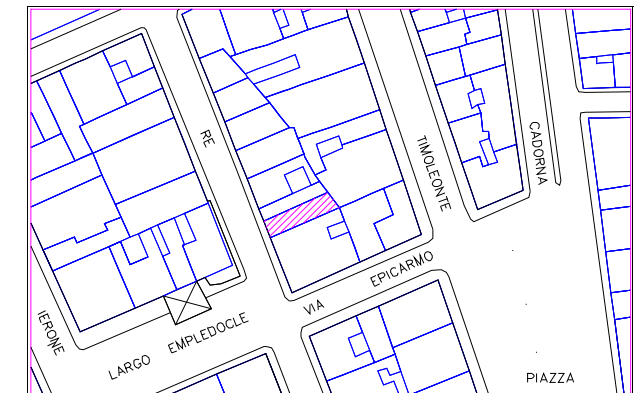 RE
TIMOLEONTE
CADORNA
VIA EPICARMO
IERONE
LARGO EMPLEDOCLE
PIAZZA